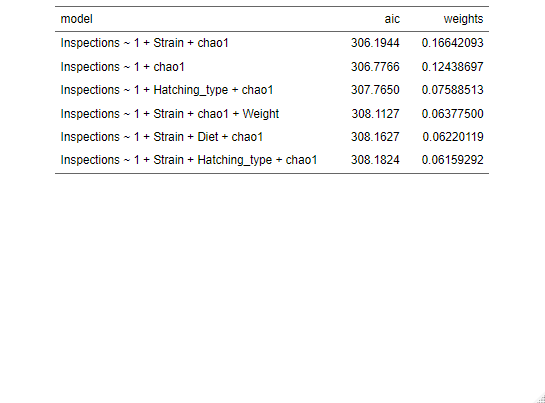 model aic weights
Inspections ~ 1 + Strain + chao1 306.1944 0.16642093
Inspections ~ 1 + chao1 306.7766 0.12438697
Inspections ~ 1 + Hatching_type + chao1 307.7650 0.07588513
Inspections ~ 1 + Strain + chao1 + Weight 308.1127 0.06377500
Inspections ~ 1 + Strain + Diet + chao1 308.1627 0.06220119
Inspections ~ 1 + Strain + Hatching_type + chao1 308.1824 0.06159292